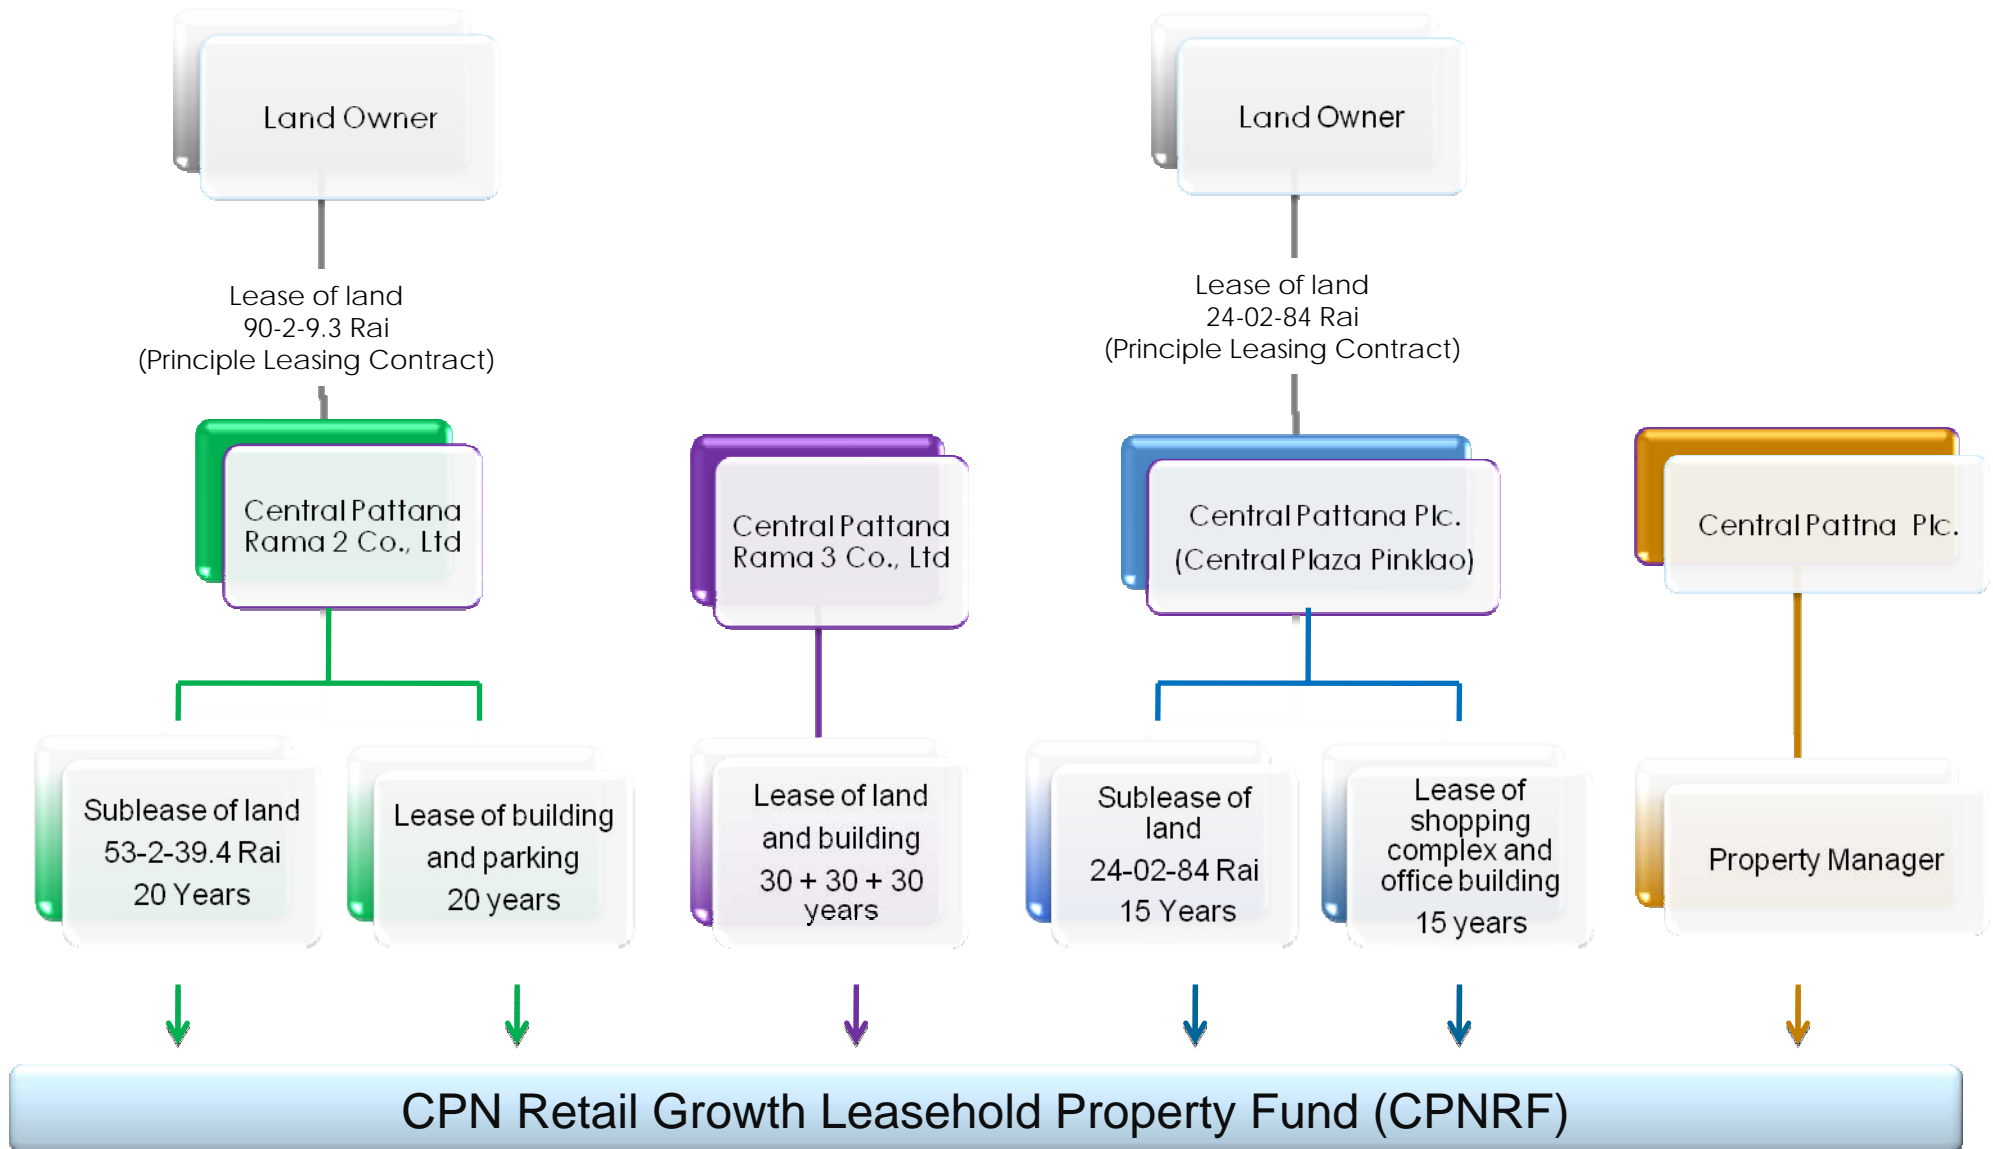 Land Owner
Land Owner
Lease of land
90-2-9.3 Rai
(Principle Leasing Contract)
Lease of land
24-02-84 Rai
(Principle Leasing Contract)
Central Pattana
Rama 2 Co., Ltd
Central Pattana
Rama 3 Co., Ltd
Central Pattana Plc.
(Central Plaza Pinklao)
Central Pattna Plc.
Sublease of land
53-2-39.4 Rai
20 Years
Lease of building
and parking
20 years
Lease of land
and building
30 + 30 + 30
years
Sublease of
land
24-02-84 Rai
15 Years
Lease of
shopping
complex and
office building
15 years
Property Manager
CPN Retail Growth Leasehold Property Fund (CPNRF)